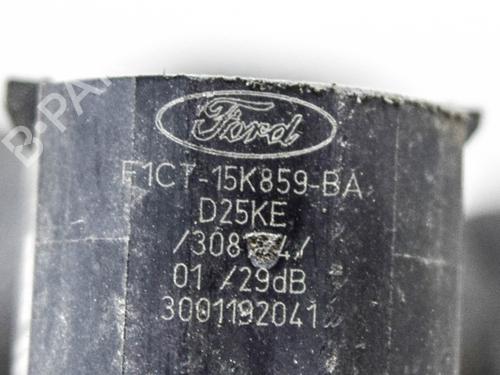 Ford
F1CT-15K859-BA
D25KE
01 /29dB
3001192041